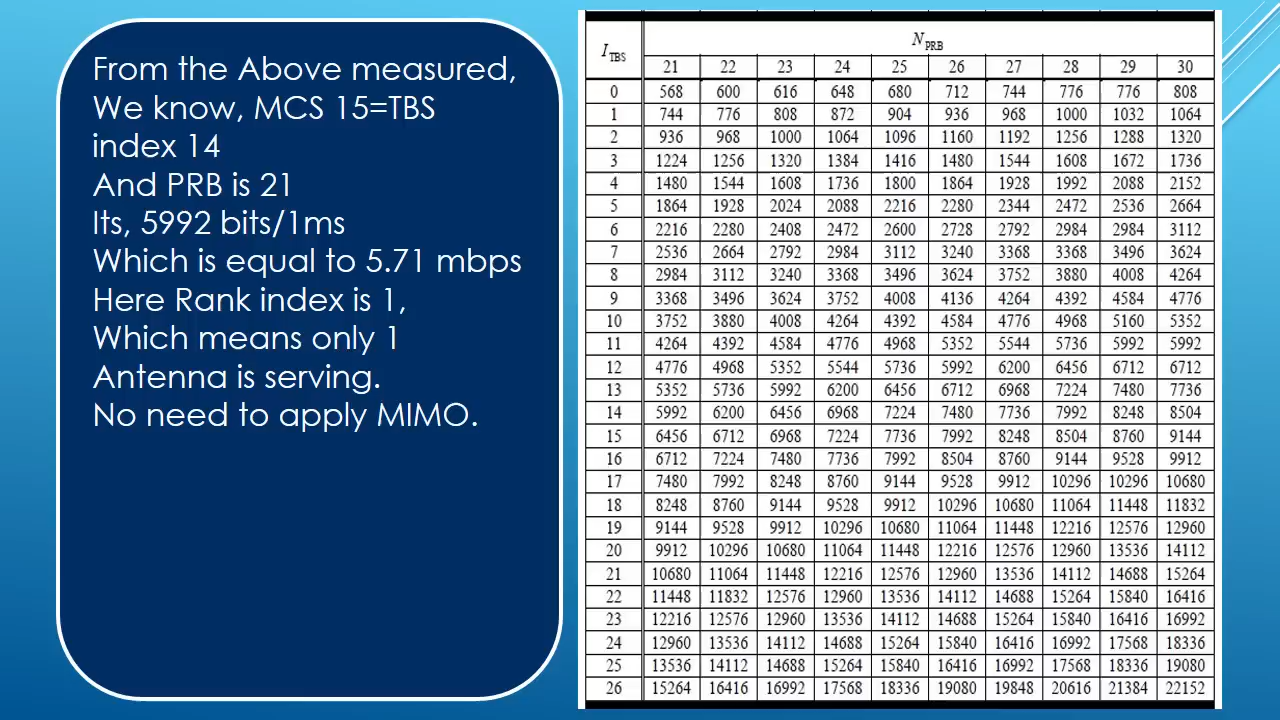 From the Above measured,
We know, MCS 15=TBS
index 14
And PRB is 21
Its, 5992 bits/1ms
Which is equal to 5.71 mbps
Here Rank index is 1,
Which means only 1
Antenna is serving.
No need to apply MIMO.
I TBS N PRB
21 22 23 24 25 26 27 28 29 30
0 568 600 616 648 680 712 744 776 776 808
1 744 776 808 872 904 936 968 1000 1032 1064
2 936 968 1000 1064 1096 1160 1192 1256 1288 1320
3 1224 1256 1320 1384 1416 1480 1544 1608 1672 1736
4 1480 1544 1608 1736 1800 1864 1928 1992 2088 2152
5 1864 1928 2024 2088 2216 2280 2344 2472 2536 2664
6 2216 2280 2408 2472 2600 2728 2792 2984 2984 3112
7 2536 2664 2792 2984 3112 3240 3368 3368 3496 3624
8 2984 3112 3240 3368 3496 3624 3752 3880 4008 4264
9 3368 3496 3624 3752 4008 4136 4264 4392 4584 4776
10 3752 3880 4008 4264 4392 4584 4776 4968 5160 5352
11 4264 4392 4584 4776 4968 5352 5544 5736 5992 5992
12 4776 4968 5352 5544 5736 5992 6200 6456 6712 6712
13 5352 5736 5992 6200 6456 6712 6968 7224 7480 7736
14 5992 6200 6456 6968 7224 7480 7736 7992 8248 8504
15 6456 6712 6968 7224 7736 7992 8248 8504 8760 9144
16 6712 7224 7480 7736 7992 8504 8760 9144 9528 9912
17 7480 7992 8248 8760 9144 9528 9912 10296 10296 10680
18 8248 8760 9144 9528 9912 10296 10680 11064 11448 11832
19 9144 9528 9912 10296 10680 11064 11448 12216 12576 12960
20 9912 10296 10680 11064 11448 12216 12576 12960 13536 14112
21 10680 11064 11448 12216 12576 12960 13536 14112 14688 15264
22 11448 11832 12576 12960 13536 14112 14688 15264 15840 16416
23 12216 12576 12960 13536 14112 14688 15264 15840 16416 16992
24 12960 13536 14112 14688 15264 15840 16416 16992 17568 18336
25 13536 14112 14688 15264 15840 16416 16992 17568 18336 19080
26 15264 16416 16992 17568 18336 19080 19848 20616 21384 22152